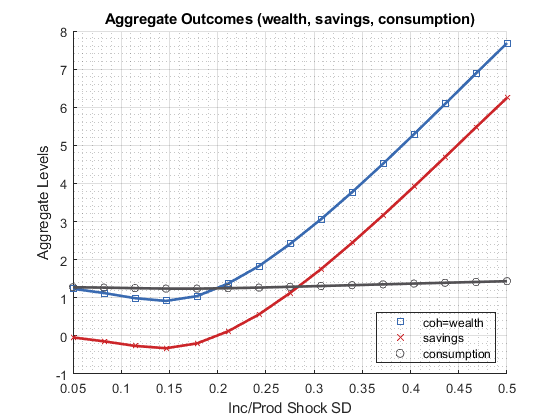 Aggregate Outcomes (wealth, savings, consumption)
8
7
6
5
4
3
2
1
0
-1
Aggregate Levels
0.05 0.1 0.15 0.2 0.25 0.3 0.35 0.4 0.45 0.5
Inc/Prod Shock SD
coh=wealth
savings
consumption